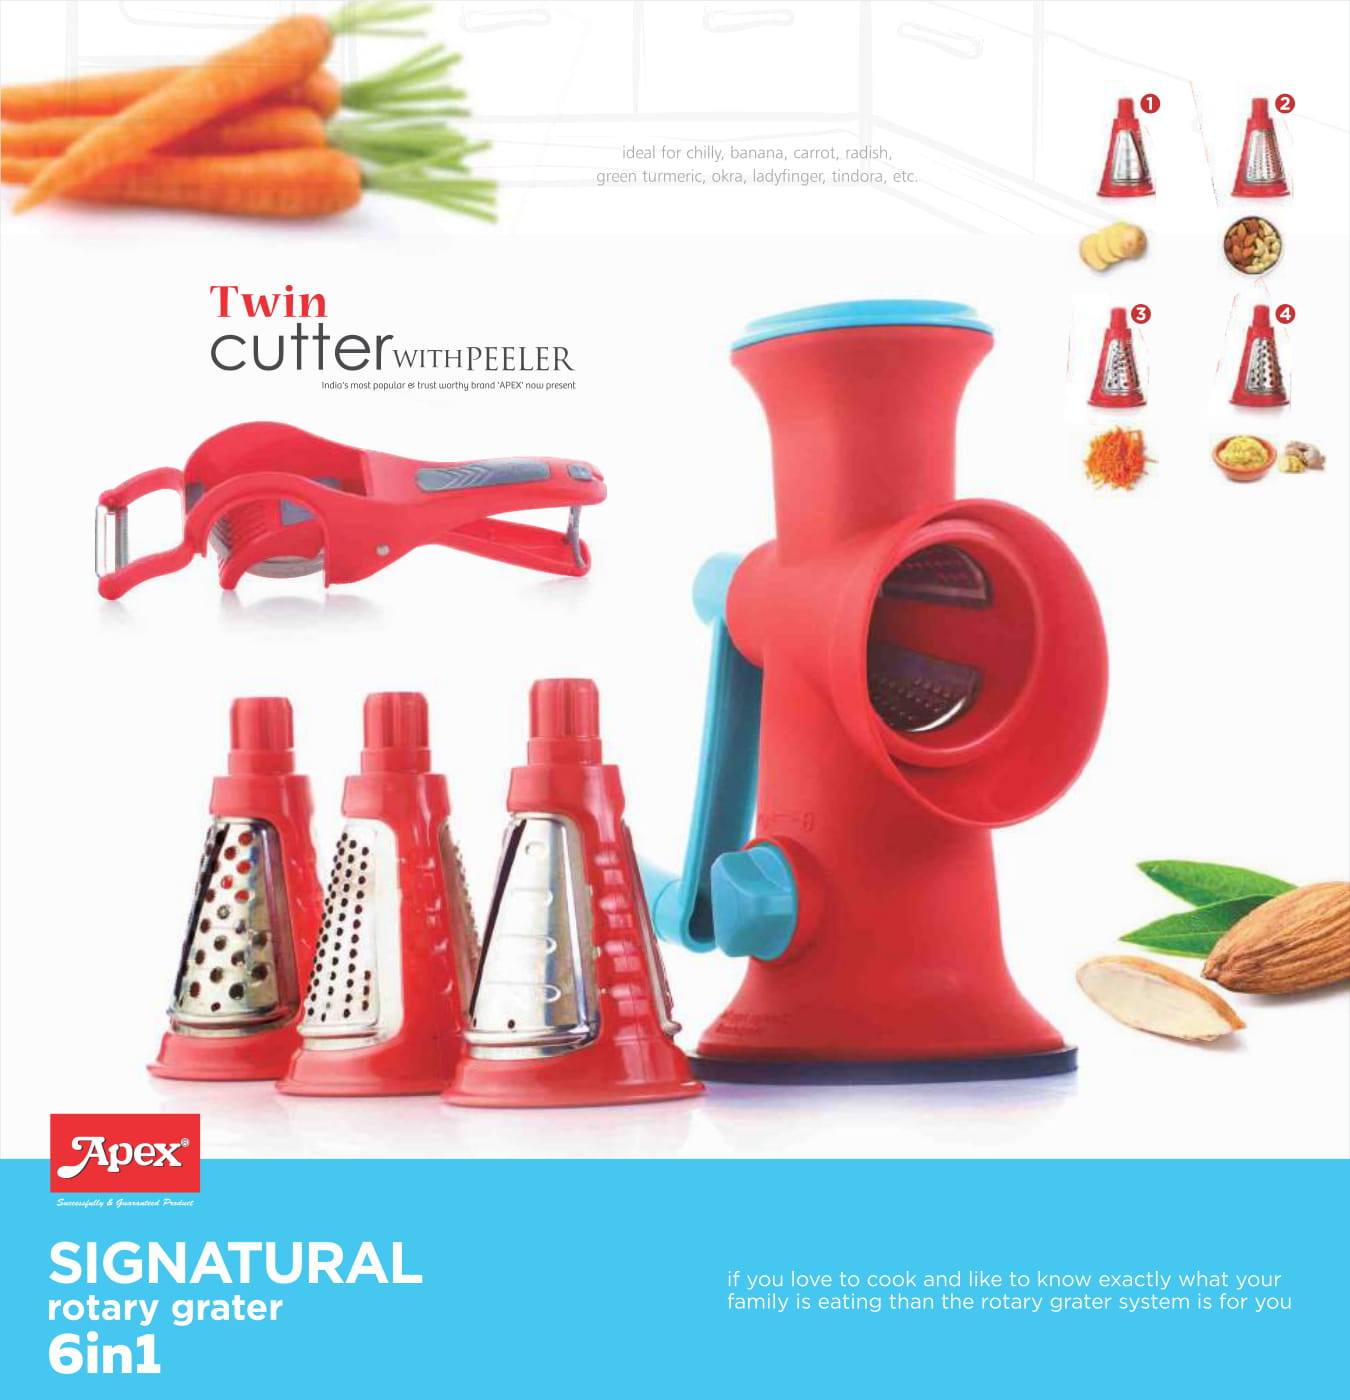 ideal for chilly, banana, carrot, radish,
green turmeric, okra, ladyfinger, tindora, etc.
1
2
3
4
Twin
cutter WITH PEELER
India's most popular & trust worthy brand 'APEX' now present
Apex®
Successfully & Guaranteed Product
SIGNATURAL
rotary grater
6in1
if you love to cook and like to know exactly what your
family is eating than the rotary grater system is for you